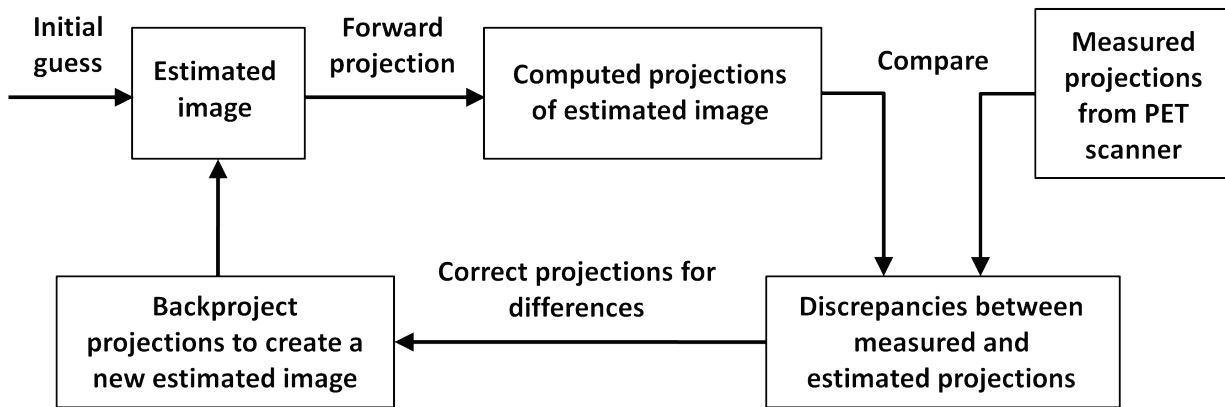 Initial
guess
Estimated
image
Forward
projection
Computed projections
of estimated image
Compare
Measured
projections
from PET
scanner
Backproject
projections to create a
new estimated image
Correct projections for
differences
Discrepancies between
measured and
estimated projections